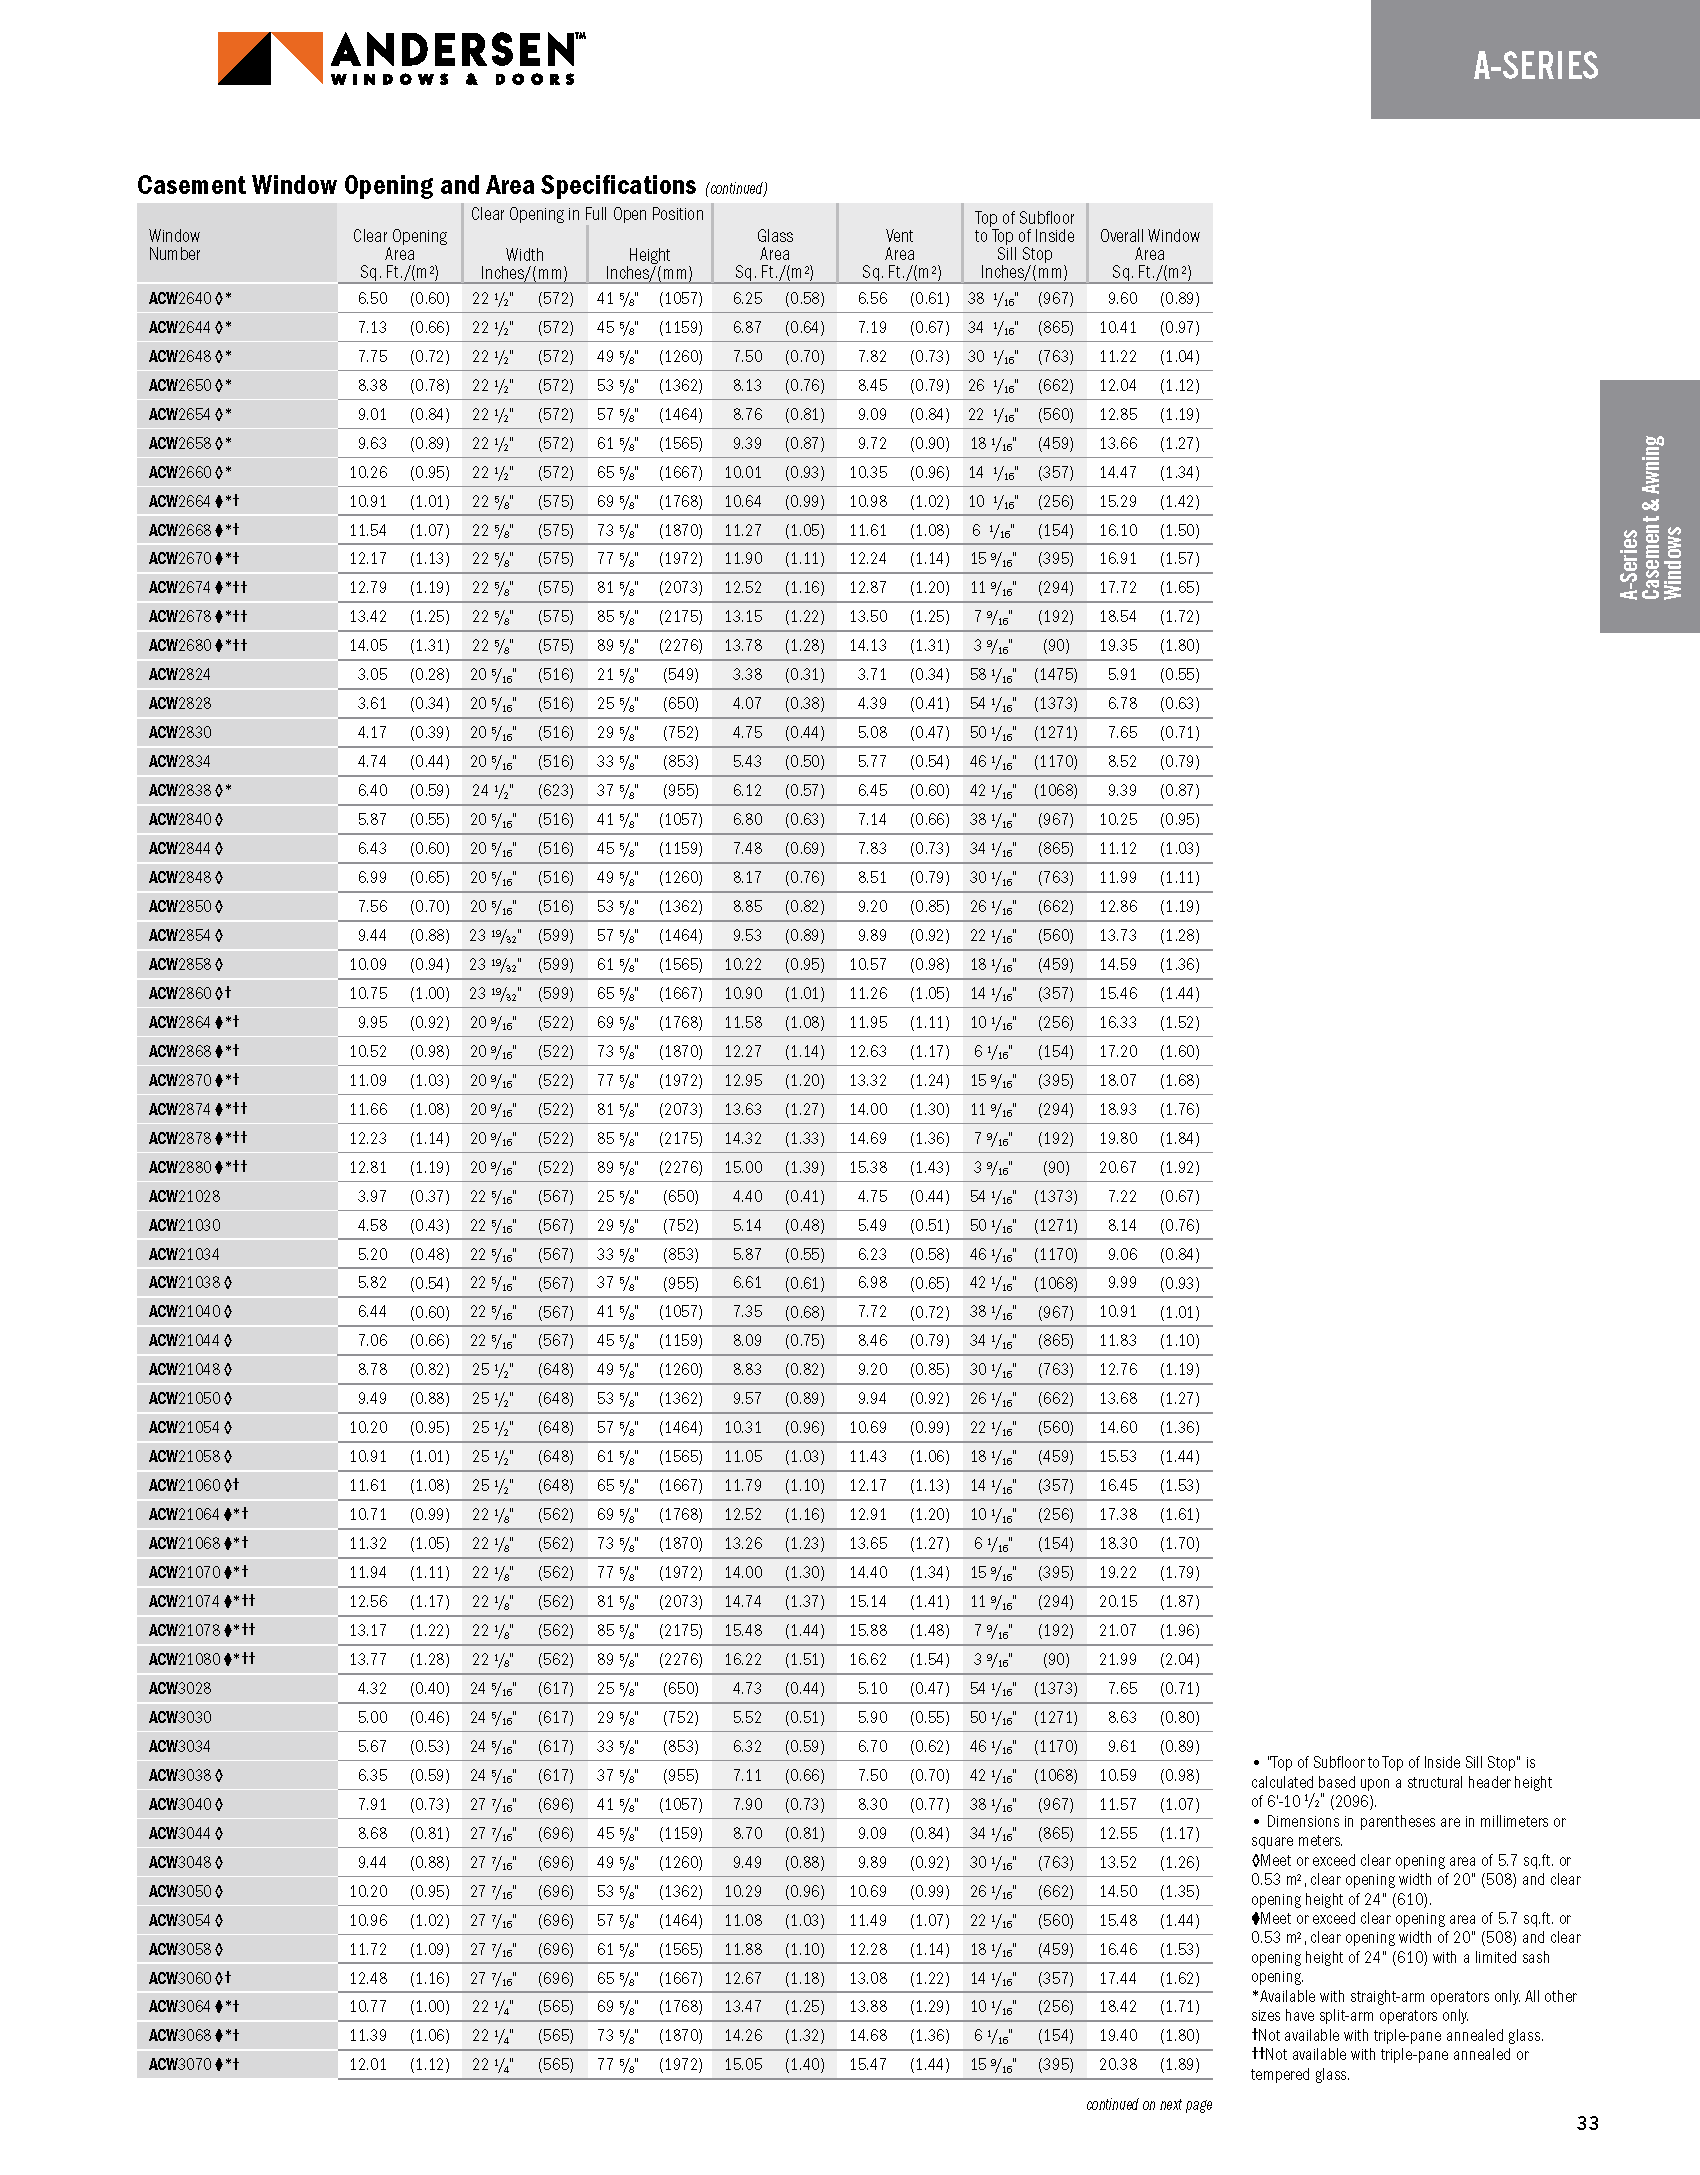 ANDERSEN™
WINDOWS & DOORS
A-SERIES
Casement Window Opening and Area Specifications (continued)
Window Number | Clear Opening Area Sq. Ft./(m²) | Clear Opening in Full Open Position Width Inches/(mm) | Height Inches/(mm) | Glass Area Sq. Ft./(m²) | Vent Area Sq. Ft./(m²) | Top of Subfloor to Top of Inside Sill Stop Inches/(mm) | Overall Window Area Sq. Ft./(m²)
ACW2640 ◊* 6.50 (0.60) 22 1/2" (572) 41 5/8" (1057) 6.25 (0.58) 6.56 (0.61) 38 1/16" (967) 9.60 (0.89)
ACW2644 ◊* 7.13 (0.66) 22 1/2" (572) 45 5/8" (1159) 6.87 (0.64) 7.19 (0.67) 34 1/16" (865) 10.41 (0.97)
ACW2648 ◊* 7.75 (0.72) 22 1/2" (572) 49 5/8" (1260) 7.50 (0.70) 7.82 (0.73) 30 1/16" (763) 11.22 (1.04)
ACW2650 ◊* 8.38 (0.78) 22 1/2" (572) 53 5/8" (1362) 8.13 (0.76) 8.45 (0.79) 26 1/16" (662) 12.04 (1.12)
ACW2654 ◊* 9.01 (0.84) 22 1/2" (572) 57 5/8" (1464) 8.76 (0.81) 9.09 (0.84) 22 1/16" (560) 12.85 (1.19)
ACW2658 ◊* 9.63 (0.89) 22 1/2" (572) 61 5/8" (1565) 9.39 (0.87) 9.72 (0.90) 18 1/16" (459) 13.66 (1.27)
ACW2660 ◊* 10.26 (0.95) 22 1/2" (572) 65 5/8" (1667) 10.01 (0.93) 10.35 (0.96) 14 1/16" (357) 14.47 (1.34)
ACW2664 ♦*† 10.91 (1.01) 22 5/8" (575) 69 5/8" (1768) 10.64 (0.99) 10.98 (1.02) 10 1/16" (256) 15.29 (1.42)
ACW2668 ♦*† 11.54 (1.07) 22 5/8" (575) 73 5/8" (1870) 11.27 (1.05) 11.61 (1.08) 6 1/16" (154) 16.10 (1.50)
ACW2670 ♦*† 12.17 (1.13) 22 5/8" (575) 77 5/8" (1972) 11.90 (1.11) 12.24 (1.14) 15 9/16" (395) 16.91 (1.57)
ACW2674 ♦*†† 12.79 (1.19) 22 5/8" (575) 81 5/8" (2073) 12.52 (1.16) 12.87 (1.20) 11 9/16" (294) 17.72 (1.65)
ACW2678 ♦*†† 13.42 (1.25) 22 5/8" (575) 85 5/8" (2175) 13.15 (1.22) 13.50 (1.25) 7 9/16" (192) 18.54 (1.72)
ACW2680 ♦*†† 14.05 (1.31) 22 5/8" (575) 89 5/8" (2276) 13.78 (1.28) 14.13 (1.31) 3 9/16" (90) 19.35 (1.80)
ACW2824 3.05 (0.28) 20 5/16" (516) 21 5/8" (549) 3.38 (0.31) 3.71 (0.34) 58 1/16" (1475) 5.91 (0.55)
ACW2828 3.61 (0.34) 20 5/16" (516) 25 5/8" (650) 4.07 (0.38) 4.39 (0.41) 54 1/16" (1373) 6.78 (0.63)
ACW2830 4.17 (0.39) 20 5/16" (516) 29 5/8" (752) 4.75 (0.44) 5.08 (0.47) 50 1/16" (1271) 7.65 (0.71)
ACW2834 4.74 (0.44) 20 5/16" (516) 33 5/8" (853) 5.43 (0.50) 5.77 (0.54) 46 1/16" (1170) 8.52 (0.79)
ACW2838 ◊* 6.40 (0.59) 24 1/2" (623) 37 5/8" (955) 6.12 (0.57) 6.45 (0.60) 42 1/16" (1068) 9.39 (0.87)
ACW2840 ◊ 5.87 (0.55) 20 5/16" (516) 41 5/8" (1057) 6.80 (0.63) 7.14 (0.66) 38 1/16" (967) 10.25 (0.95)
ACW2844 ◊ 6.43 (0.60) 20 5/16" (516) 45 5/8" (1159) 7.48 (0.69) 7.83 (0.73) 34 1/16" (865) 11.12 (1.03)
ACW2848 ◊ 6.99 (0.65) 20 5/16" (516) 49 5/8" (1260) 8.17 (0.76) 8.51 (0.79) 30 1/16" (763) 11.99 (1.11)
ACW2850 ◊ 7.56 (0.70) 20 5/16" (516) 53 5/8" (1362) 8.85 (0.82) 9.20 (0.85) 26 1/16" (662) 12.86 (1.19)
ACW2854 ◊ 9.44 (0.88) 23 19/32" (599) 57 5/8" (1464) 9.53 (0.89) 9.89 (0.92) 22 1/16" (560) 13.73 (1.28)
ACW2858 ◊ 10.09 (0.94) 23 19/32" (599) 61 5/8" (1565) 10.22 (0.95) 10.57 (0.98) 18 1/16" (459) 14.59 (1.36)
ACW2860 ◊† 10.75 (1.00) 23 19/32" (599) 65 5/8" (1667) 10.90 (1.01) 11.26 (1.05) 14 1/16" (357) 15.46 (1.44)
ACW2864 ♦*† 9.95 (0.92) 20 9/16" (522) 69 5/8" (1768) 11.58 (1.08) 11.95 (1.11) 10 1/16" (256) 16.33 (1.52)
ACW2868 ♦*† 10.52 (0.98) 20 9/16" (522) 73 5/8" (1870) 12.27 (1.14) 12.63 (1.17) 6 1/16" (154) 17.20 (1.60)
ACW2870 ♦*† 11.09 (1.03) 20 9/16" (522) 77 5/8" (1972) 12.95 (1.20) 13.32 (1.24) 15 9/16" (395) 18.07 (1.68)
ACW2874 ♦*†† 11.66 (1.08) 20 9/16" (522) 81 5/8" (2073) 13.63 (1.27) 14.00 (1.30) 11 9/16" (294) 18.93 (1.76)
ACW2878 ♦*†† 12.23 (1.14) 20 9/16" (522) 85 5/8" (2175) 14.32 (1.33) 14.69 (1.36) 7 9/16" (192) 19.80 (1.84)
ACW2880 ♦*†† 12.81 (1.19) 20 9/16" (522) 89 5/8" (2276) 15.00 (1.39) 15.38 (1.43) 3 9/16" (90) 20.67 (1.92)
ACW21028 3.97 (0.37) 22 5/16" (567) 25 5/8" (650) 4.40 (0.41) 4.75 (0.44) 54 1/16" (1373) 7.22 (0.67)
ACW21030 4.58 (0.43) 22 5/16" (567) 29 5/8" (752) 5.14 (0.48) 5.49 (0.51) 50 1/16" (1271) 8.14 (0.76)
ACW21034 5.20 (0.48) 22 5/16" (567) 33 5/8" (853) 5.87 (0.55) 6.23 (0.58) 46 1/16" (1170) 9.06 (0.84)
ACW21038 ◊ 5.82 (0.54) 22 5/16" (567) 37 5/8" (955) 6.61 (0.61) 6.98 (0.65) 42 1/16" (1068) 9.99 (0.93)
ACW21040 ◊ 6.44 (0.60) 22 5/16" (567) 41 5/8" (1057) 7.35 (0.68) 7.72 (0.72) 38 1/16" (967) 10.91 (1.01)
ACW21044 ◊ 7.06 (0.66) 22 5/16" (567) 45 5/8" (1159) 8.09 (0.75) 8.46 (0.79) 34 1/16" (865) 11.83 (1.10)
ACW21048 ◊ 8.78 (0.82) 25 1/2" (648) 49 5/8" (1260) 8.83 (0.82) 9.20 (0.85) 30 1/16" (763) 12.76 (1.19)
ACW21050 ◊ 9.49 (0.88) 25 1/2" (648) 53 5/8" (1362) 9.57 (0.89) 9.94 (0.92) 26 1/16" (662) 13.68 (1.27)
ACW21054 ◊ 10.20 (0.95) 25 1/2" (648) 57 5/8" (1464) 10.31 (0.96) 10.69 (0.99) 22 1/16" (560) 14.60 (1.36)
ACW21058 ◊ 10.91 (1.01) 25 1/2" (648) 61 5/8" (1565) 11.05 (1.03) 11.43 (1.06) 18 1/16" (459) 15.53 (1.44)
ACW21060 ◊† 11.61 (1.08) 25 1/2" (648) 65 5/8" (1667) 11.79 (1.10) 12.17 (1.13) 14 1/16" (357) 16.45 (1.53)
ACW21064 ♦*† 10.71 (0.99) 22 1/8" (562) 69 5/8" (1768) 12.52 (1.16) 12.91 (1.20) 10 1/16" (256) 17.38 (1.61)
ACW21068 ♦*† 11.32 (1.05) 22 1/8" (562) 73 5/8" (1870) 13.26 (1.23) 13.65 (1.27) 6 1/16" (154) 18.30 (1.70)
ACW21070 ♦*† 11.94 (1.11) 22 1/8" (562) 77 5/8" (1972) 14.00 (1.30) 14.40 (1.34) 15 9/16" (395) 19.22 (1.79)
ACW21074 ♦*†† 12.56 (1.17) 22 1/8" (562) 81 5/8" (2073) 14.74 (1.37) 15.14 (1.41) 11 9/16" (294) 20.15 (1.87)
ACW21078 ♦*†† 13.17 (1.22) 22 1/8" (562) 85 5/8" (2175) 15.48 (1.44) 15.88 (1.48) 7 9/16" (192) 21.07 (1.96)
ACW21080 ♦*†† 13.77 (1.28) 22 1/8" (562) 89 5/8" (2276) 16.22 (1.51) 16.62 (1.54) 3 9/16" (90) 21.99 (2.04)
ACW3028 4.32 (0.40) 24 5/16" (617) 25 5/8" (650) 4.73 (0.44) 5.10 (0.47) 54 1/16" (1373) 7.65 (0.71)
ACW3030 5.00 (0.46) 24 5/16" (617) 29 5/8" (752) 5.52 (0.51) 5.90 (0.55) 50 1/16" (1271) 8.63 (0.80)
ACW3034 5.67 (0.53) 24 5/16" (617) 33 5/8" (853) 6.32 (0.59) 6.70 (0.62) 46 1/16" (1170) 9.61 (0.89)
ACW3038 ◊ 6.35 (0.59) 24 5/16" (617) 37 5/8" (955) 7.11 (0.66) 7.50 (0.70) 42 1/16" (1068) 10.59 (0.98)
ACW3040 ◊ 7.91 (0.73) 27 7/16" (696) 41 5/8" (1057) 7.90 (0.73) 8.30 (0.77) 38 1/16" (967) 11.57 (1.07)
ACW3044 ◊ 8.68 (0.81) 27 7/16" (696) 45 5/8" (1159) 8.70 (0.81) 9.09 (0.84) 34 1/16" (865) 12.55 (1.17)
ACW3048 ◊ 9.44 (0.88) 27 7/16" (696) 49 5/8" (1260) 9.49 (0.88) 9.89 (0.92) 30 1/16" (763) 13.52 (1.26)
ACW3050 ◊ 10.20 (0.95) 27 7/16" (696) 53 5/8" (1362) 10.29 (0.96) 10.69 (0.99) 26 1/16" (662) 14.50 (1.35)
ACW3054 ◊ 10.96 (1.02) 27 7/16" (696) 57 5/8" (1464) 11.08 (1.03) 11.49 (1.07) 22 1/16" (560) 15.48 (1.44)
ACW3058 ◊ 11.72 (1.09) 27 7/16" (696) 61 5/8" (1565) 11.88 (1.10) 12.28 (1.14) 18 1/16" (459) 16.46 (1.53)
ACW3060 ◊† 12.48 (1.16) 27 7/16" (696) 65 5/8" (1667) 12.67 (1.18) 13.08 (1.22) 14 1/16" (357) 17.44 (1.62)
ACW3064 ♦*† 10.77 (1.00) 22 1/4" (565) 69 5/8" (1768) 13.47 (1.25) 13.88 (1.29) 10 1/16" (256) 18.42 (1.71)
ACW3068 ♦*† 11.39 (1.06) 22 1/4" (565) 73 5/8" (1870) 14.26 (1.32) 14.68 (1.36) 6 1/16" (154) 19.40 (1.80)
ACW3070 ♦*† 12.01 (1.12) 22 1/4" (565) 77 5/8" (1972) 15.05 (1.40) 15.47 (1.44) 15 9/16" (395) 20.38 (1.89)
continued on next page
A-Series
Casement & Awning
Windows
• "Top of Subfloor to Top of Inside Sill Stop" is
calculated based upon a structural header height
of 6'-10 1/2" (2096).
• Dimensions in parentheses are in millimeters or
square meters.
◊Meet or exceed clear opening area of 5.7 sq.ft. or
0.53 m², clear opening width of 20" (508) and clear
opening height of 24" (610).
♦Meet or exceed clear opening area of 5.7 sq.ft. or
0.53 m², clear opening width of 20" (508) and clear
opening height of 24" (610) with a limited sash
opening.
*Available with straight-arm operators only. All other
sizes have split-arm operators only.
†Not available with triple-pane annealed glass.
††Not available with triple-pane annealed or
tempered glass.
33